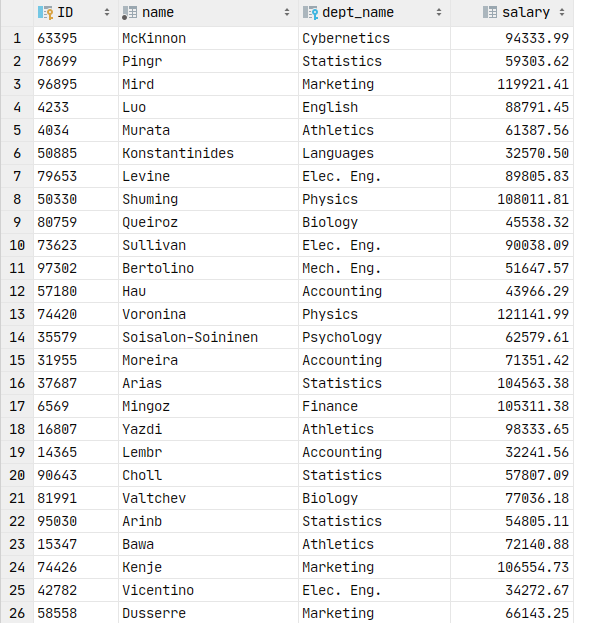 ID name dept_name salary
1 63395 McKinnon Cybernetics 94333.99
2 78699 Pingr Statistics 59303.62
3 96895 Mird Marketing 119921.41
4 4233 Luo English 88791.45
5 4034 Murata Athletics 61387.56
6 50885 Konstantinides Languages 32570.50
7 79653 Levine Elec. Eng. 89805.83
8 50330 Shuming Physics 108011.81
9 80759 Queiroz Biology 45538.32
10 73623 Sullivan Elec. Eng. 90038.09
11 97302 Bertolino Mech. Eng. 51647.57
12 57180 Hau Accounting 43966.29
13 74420 Voronina Physics 121141.99
14 35579 Soisalon-Soininen Psychology 62579.61
15 31955 Moreira Accounting 71351.42
16 37687 Arias Statistics 104563.38
17 6569 Mingoz Finance 105311.38
18 16807 Yazdi Athletics 98333.65
19 14365 Lembr Accounting 32241.56
20 90643 Choll Statistics 57807.09
21 81991 Valtchev Biology 77036.18
22 95030 Arinb Statistics 54805.11
23 15347 Bawa Athletics 72140.88
24 74426 Kenje Marketing 106554.73
25 42782 Vicentino Elec. Eng. 34272.67
26 58558 Dusserre Marketing 66143.25